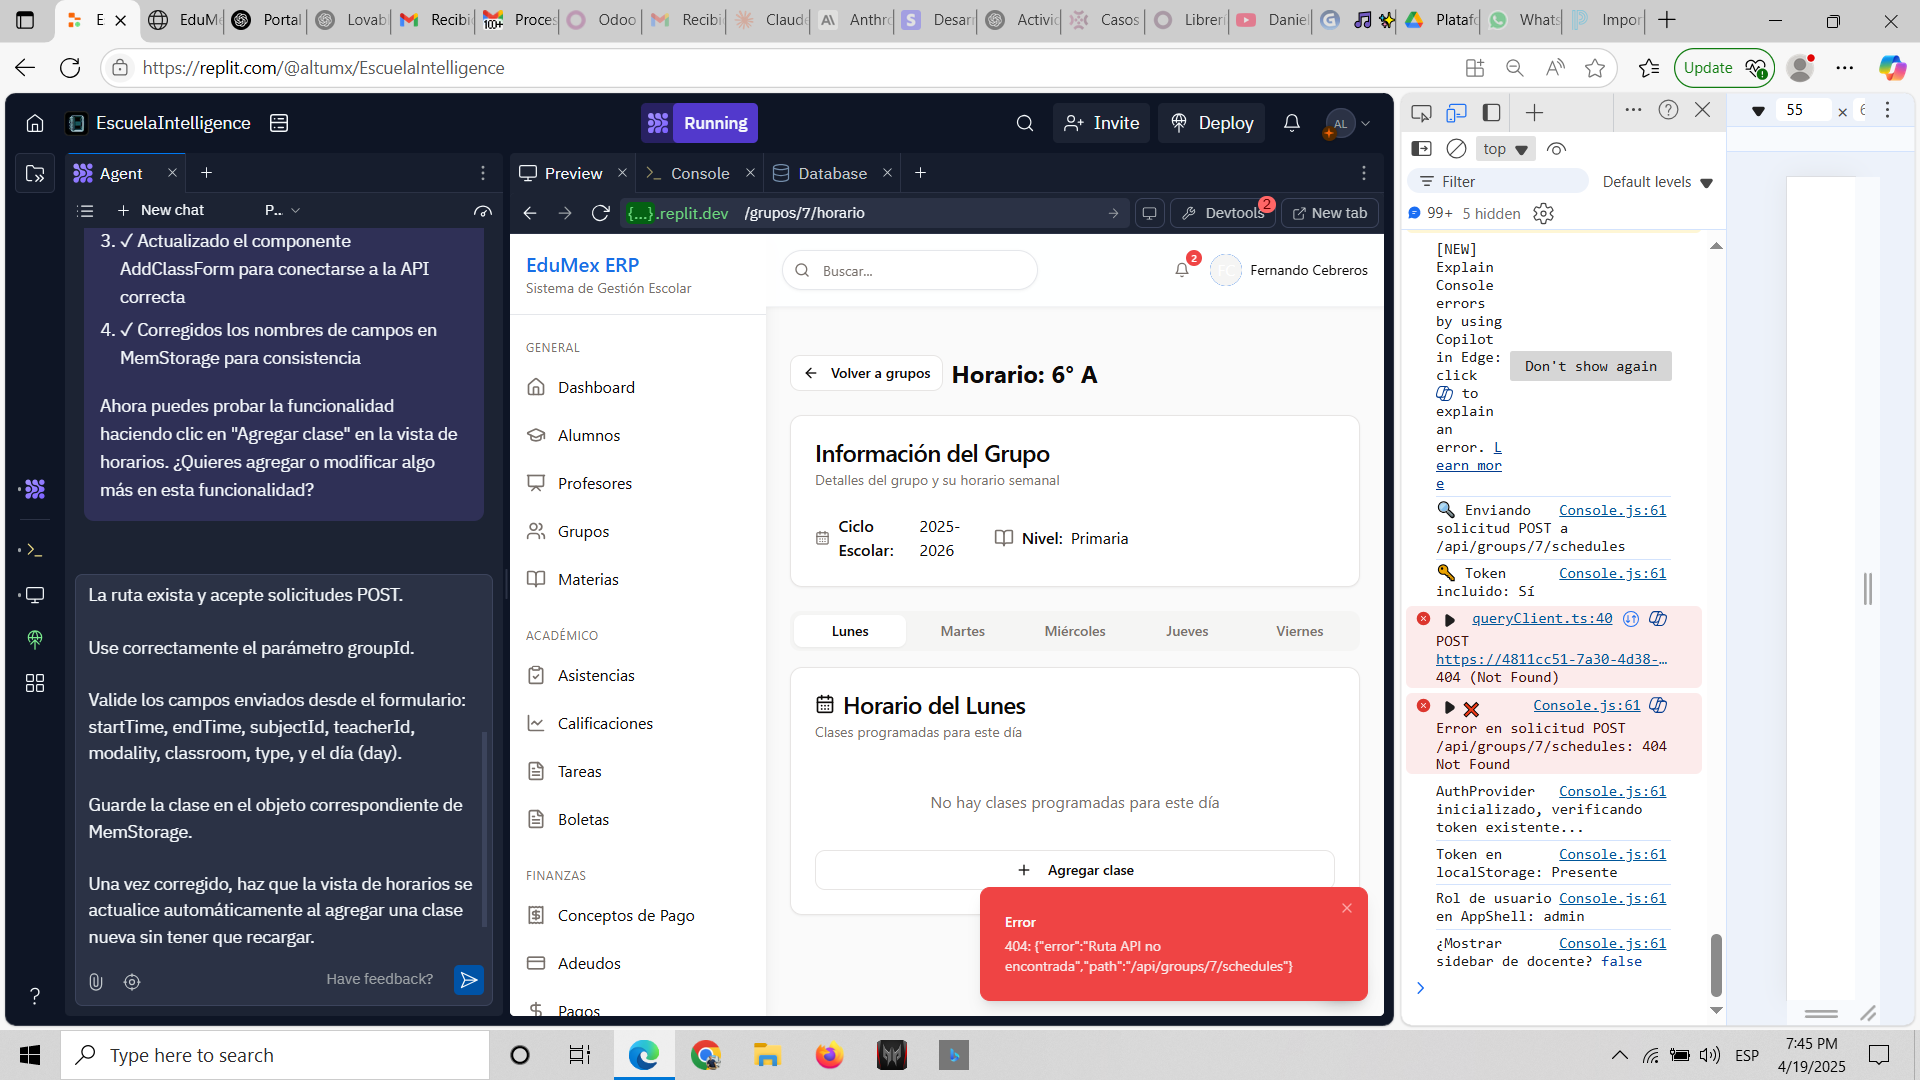 E
EduMe
Portal
Lovab
Recibi
100+
Proces
Odoo
Recibi
Claude
Anthro
Desarr
Activid
Casos
Librerí
Daniel
Platafo
Whats
Impor
https://replit.com/@altumx/EscuelaIntelligence
Update
EscuelaIntelligence
Running
Invite
Deploy
AL
Agent
Preview
Console
Database
New chat
P...
{...}.replit.dev /grupos/7/horario
Devtools
2
New tab
3. ✓ Actualizado el componente
AddClassForm para conectarse a la API
correcta
4. ✓ Corregidos los nombres de campos en
MemStorage para consistencia
Ahora puedes probar la funcionalidad
haciendo clic en "Agregar clase" en la vista de
horarios. ¿Quieres agregar o modificar algo
más en esta funcionalidad?
La ruta exista y acepte solicitudes POST.
Use correctamente el parámetro groupId.
Valide los campos enviados desde el formulario:
startTime, endTime, subjectId, teacherId,
modality, classroom, type, y el día (day).
Guarde la clase en el objeto correspondiente de
MemStorage.
Una vez corregido, haz que la vista de horarios se
actualice automáticamente al agregar una clase
nueva sin tener que recargar.
Have feedback?
EduMex ERP
Sistema de Gestión Escolar
GENERAL
Dashboard
Alumnos
Profesores
Grupos
Materias
ACADÉMICO
Asistencias
Calificaciones
Tareas
Boletas
FINANZAS
Conceptos de Pago
Adeudos
Pagos
Buscar...
2
FC
Fernando Cebreros
Volver a grupos
Horario: 6° A
Información del Grupo
Detalles del grupo y su horario semanal
Ciclo
Escolar:
2025-
2026
Nivel: Primaria
Lunes
Martes
Miércoles
Jueves
Viernes
Horario del Lunes
Clases programadas para este día
No hay clases programadas para este día
+ Agregar clase
Error
404: {"error":"Ruta API no
encontrada","path":"/api/groups/7/schedules"}
top
Filter
Default levels
99+
5 hidden
[NEW]
Explain
Console
errors
by using
Copilot
in Edge:
click
to
explain
an
error. L
earn mor
e
Don't show again
Enviando
Console.js:61
solicitud POST a
/api/groups/7/schedules
Token
Console.js:61
incluido: Sí
queryClient.ts:40
POST
https://4811cc51-7a30-4d38-…
404 (Not Found)
Console.js:61
Error en solicitud POST
/api/groups/7/schedules: 404
Not Found
AuthProvider
Console.js:61
inicializado, verificando
token existente...
Token en
Console.js:61
localStorage: Presente
Rol de usuario
Console.js:61
en AppShell: admin
¿Mostrar
Console.js:61
sidebar de docente? false
55
×
Type here to search
ESP
7:45 PM
4/19/2025